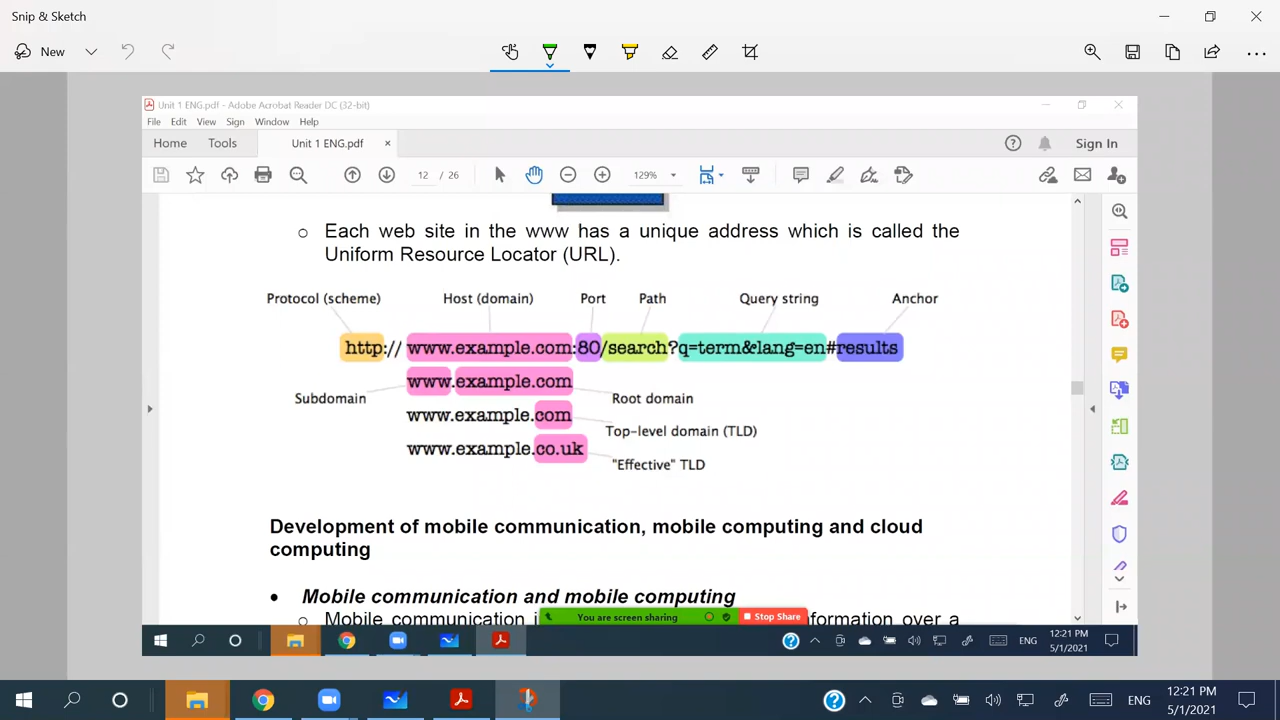 Snip & Sketch
New
Unit 1 ENG.pdf - Adobe Acrobat Reader DC (32-bit)
File Edit View Sign Window Help
Home Tools Unit 1 ENG.pdf × Sign In
12 / 26 129%
Each web site in the www has a unique address which is called the
Uniform Resource Locator (URL).
Protocol (scheme) Host (domain) Port Path Query string Anchor
http:// www.example.com:80/search?q=term&lang=en#results
www.example.com
Subdomain Root domain
www.example.com
Top-level domain (TLD)
www.example.co.uk
"Effective" TLD
Development of mobile communication, mobile computing and cloud
computing
Mobile communication and mobile computing
Mobile communication formation over a
You are screen sharing Stop Share
ENG 12:21 PM
5/1/2021
ENG 12:21 PM
5/1/2021